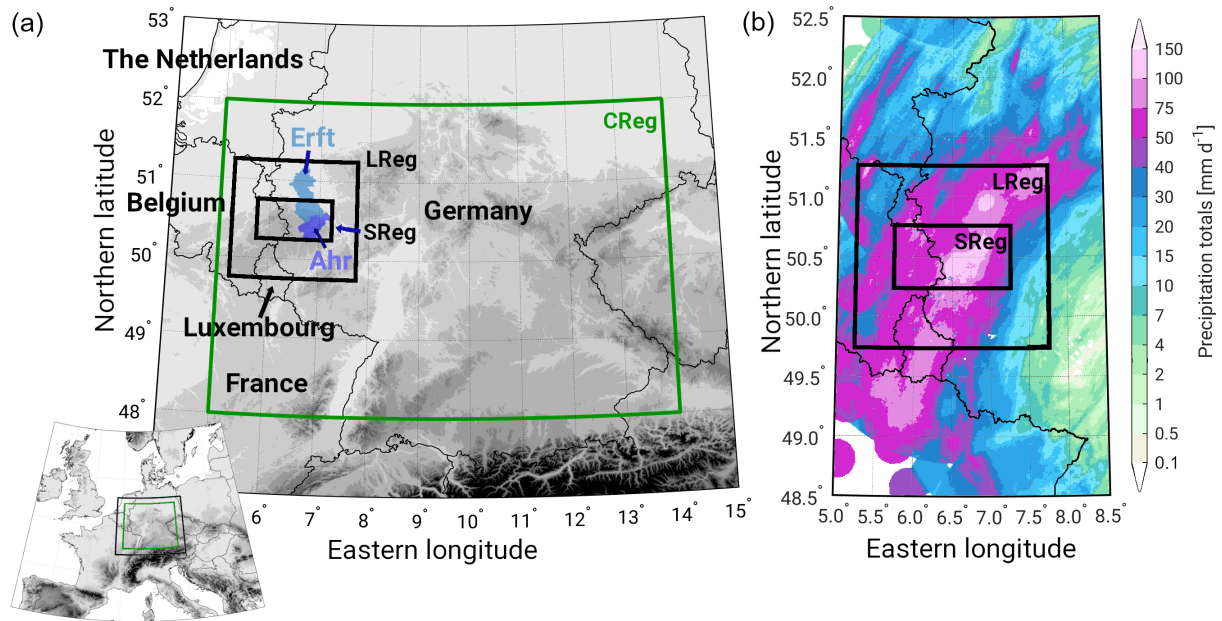 (a)
53°
52°
51°
50°
49°
48°
Northern latitude
The Netherlands
CReg
Erft
LReg
Belgium
Germany
SReg
Ahr
Luxembourg
France
6° 7° 8° 9° 10° 11° 12° 13° 14° 15°
Eastern longitude
(b)
52.5°
52.0°
51.5°
51.0°
50.5°
50.0°
49.5°
49.0°
48.5°
Northern latitude
LReg
SReg
5.0° 5.5° 6.0° 6.5° 7.0° 7.5° 8.0° 8.5°
Eastern longitude
150
100
75
50
40
30
20
15
10
7
4
2
1
0.5
0.1
Precipitation totals [mm d⁻¹]